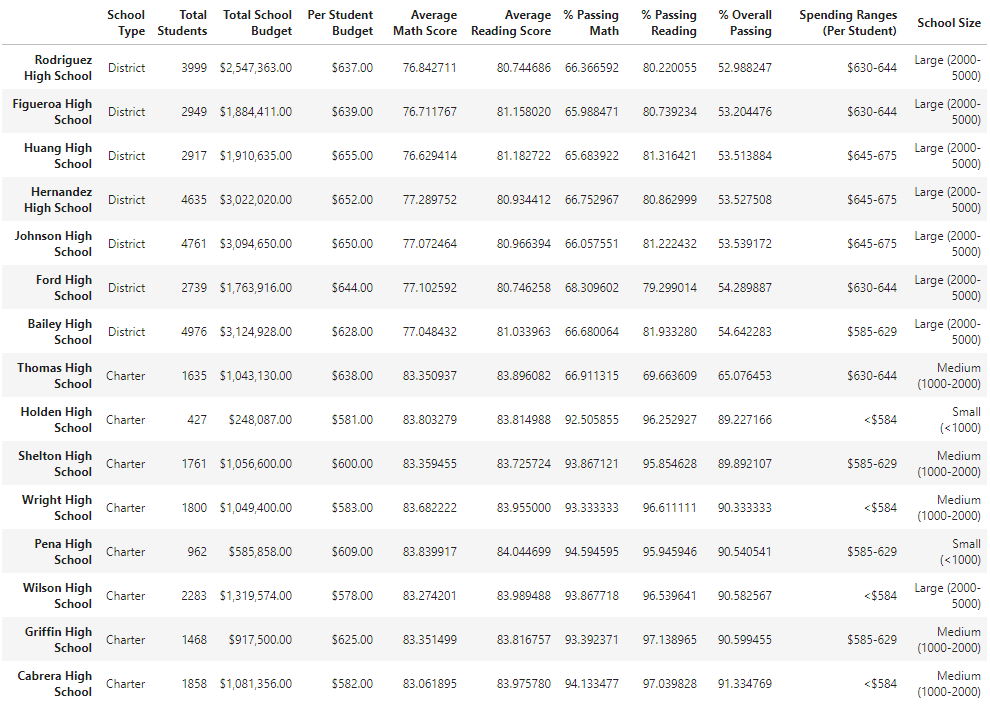 School Type Total Students Total School Budget Per Student Budget Average Math Score Average Reading Score % Passing Math % Passing Reading % Overall Passing Spending Ranges (Per Student) School Size
Rodriguez High School District 3999 $2,547,363.00 $637.00 76.842711 80.744686 66.366592 80.220055 52.988247 $630-644 Large (2000-5000)
Figueroa High School District 2949 $1,884,411.00 $639.00 76.711767 81.158020 65.988471 80.739234 53.204476 $630-644 Large (2000-5000)
Huang High School District 2917 $1,910,635.00 $655.00 76.629414 81.182722 65.683922 81.316421 53.513884 $645-675 Large (2000-5000)
Hernandez High School District 4635 $3,022,020.00 $652.00 77.289752 80.934412 66.752967 80.862999 53.527508 $645-675 Large (2000-5000)
Johnson High School District 4761 $3,094,650.00 $650.00 77.072464 80.966394 66.057551 81.222432 53.539172 $645-675 Large (2000-5000)
Ford High School District 2739 $1,763,916.00 $644.00 77.102592 80.746258 68.309602 79.299014 54.289887 $630-644 Large (2000-5000)
Bailey High School District 4976 $3,124,928.00 $628.00 77.048432 81.033963 66.680064 81.933280 54.642283 $585-629 Large (2000-5000)
Thomas High School Charter 1635 $1,043,130.00 $638.00 83.350937 83.896082 66.911315 69.663609 65.076453 $630-644 Medium (1000-2000)
Holden High School Charter 427 $248,087.00 $581.00 83.803279 83.814988 92.505855 96.252927 89.227166 <$584 Small (<1000)
Shelton High School Charter 1761 $1,056,600.00 $600.00 83.359455 83.725724 93.867121 95.854628 89.892107 $585-629 Medium (1000-2000)
Wright High School Charter 1800 $1,049,400.00 $583.00 83.682222 83.955000 93.333333 96.611111 90.333333 <$584 Medium (1000-2000)
Pena High School Charter 962 $585,858.00 $609.00 83.839917 84.044699 94.594595 95.945946 90.540541 $585-629 Small (<1000)
Wilson High School Charter 2283 $1,319,574.00 $578.00 83.274201 83.989488 93.867718 96.539641 90.582567 <$584 Large (2000-5000)
Griffin High School Charter 1468 $917,500.00 $625.00 83.351499 83.816757 93.392371 97.138965 90.599455 $585-629 Medium (1000-2000)
Cabrera High School Charter 1858 $1,081,356.00 $582.00 83.061895 83.975780 94.133477 97.039828 91.334769 <$584 Medium (1000-2000)